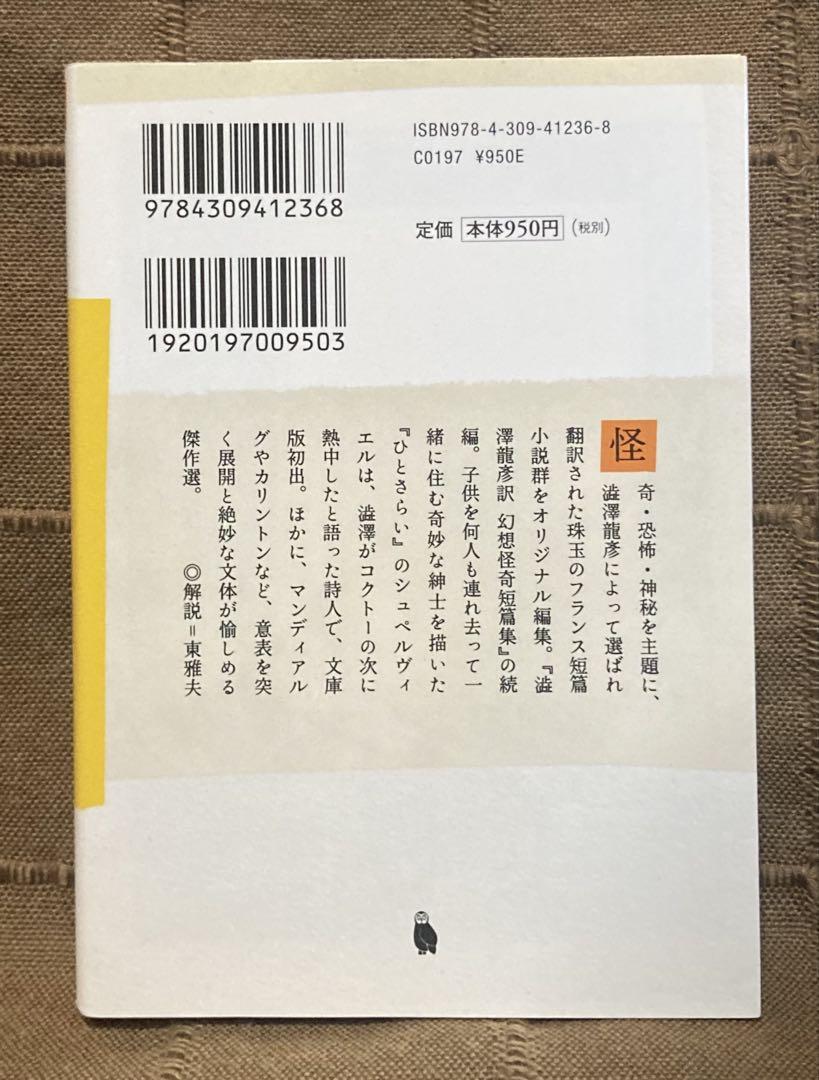 ISBN978-4-309-41236-8
C0197 ¥950E
9784309412368
定価 本体950円(税別)
1920197009503
怪奇・恐怖・神秘を主題に、
澁澤龍彥によって選ばれ
翻訳された珠玉のフランス短篇
小説群をオリジナル編集。『澁
澤龍彥訳 幻想怪奇短篇集』の続
編。子供を何人も連れ去って一
緒に住む奇妙な紳士を描いた
『ひとさらい』のシュペルヴィ
エルは、澁澤がコクトーの次に
熱中したと語った詩人で、文庫
版初出。ほかに、マンディアル
グやカリントンなど、意表を突
く展開と絶妙な文体が愉しめる
傑作選。 ◎解説=東雅夫